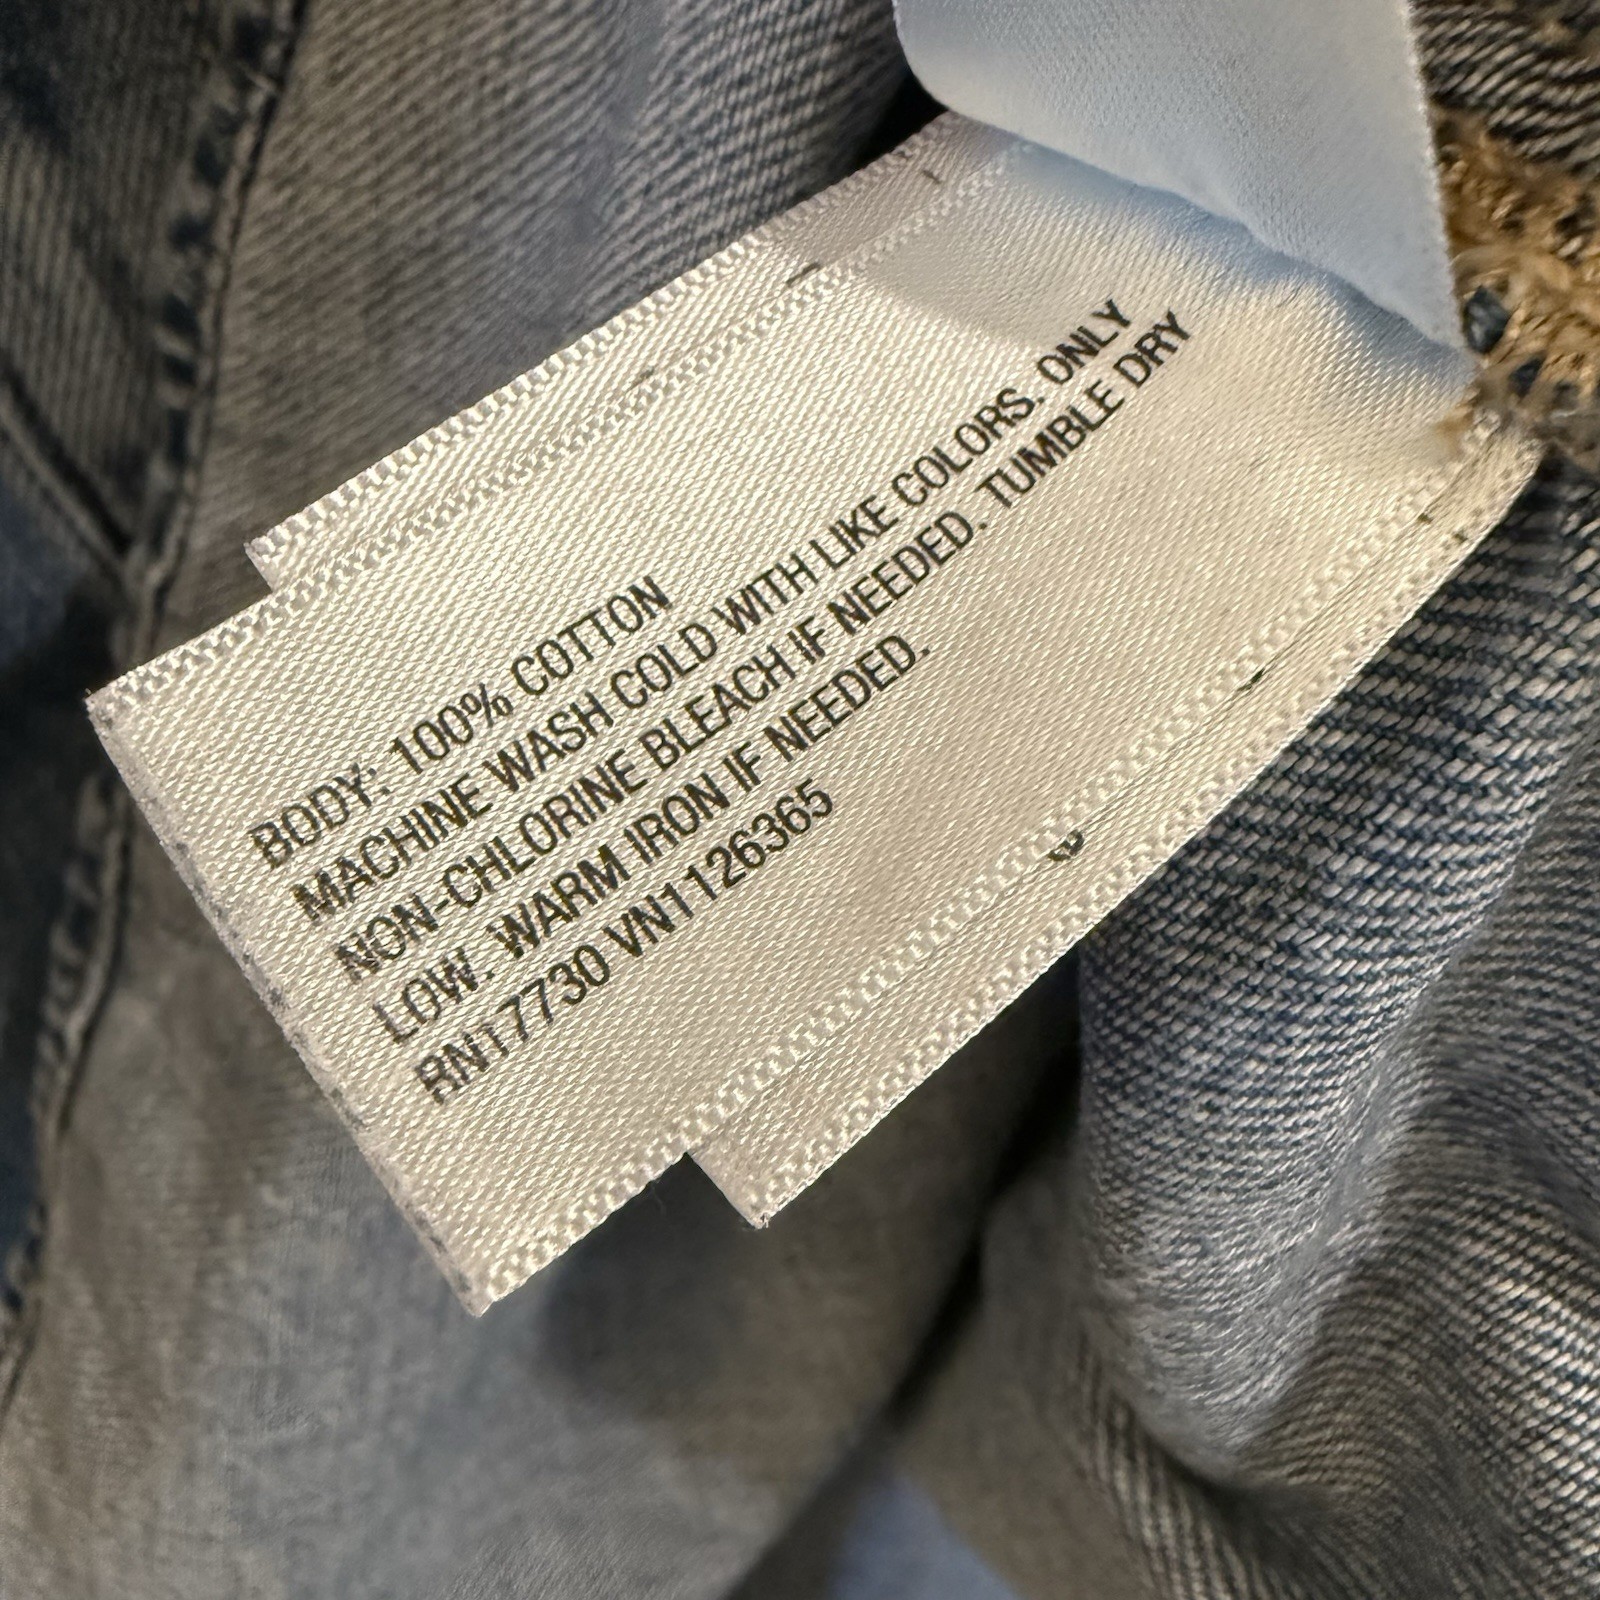 BODY: 100% COTTON
MACHINE WASH COLD WITH LIKE COLORS. ONLY
NON-CHLORINE BLEACH IF NEEDED. TUMBLE DRY
LOW. WARM IRON IF NEEDED.
RN17730 VN1126365